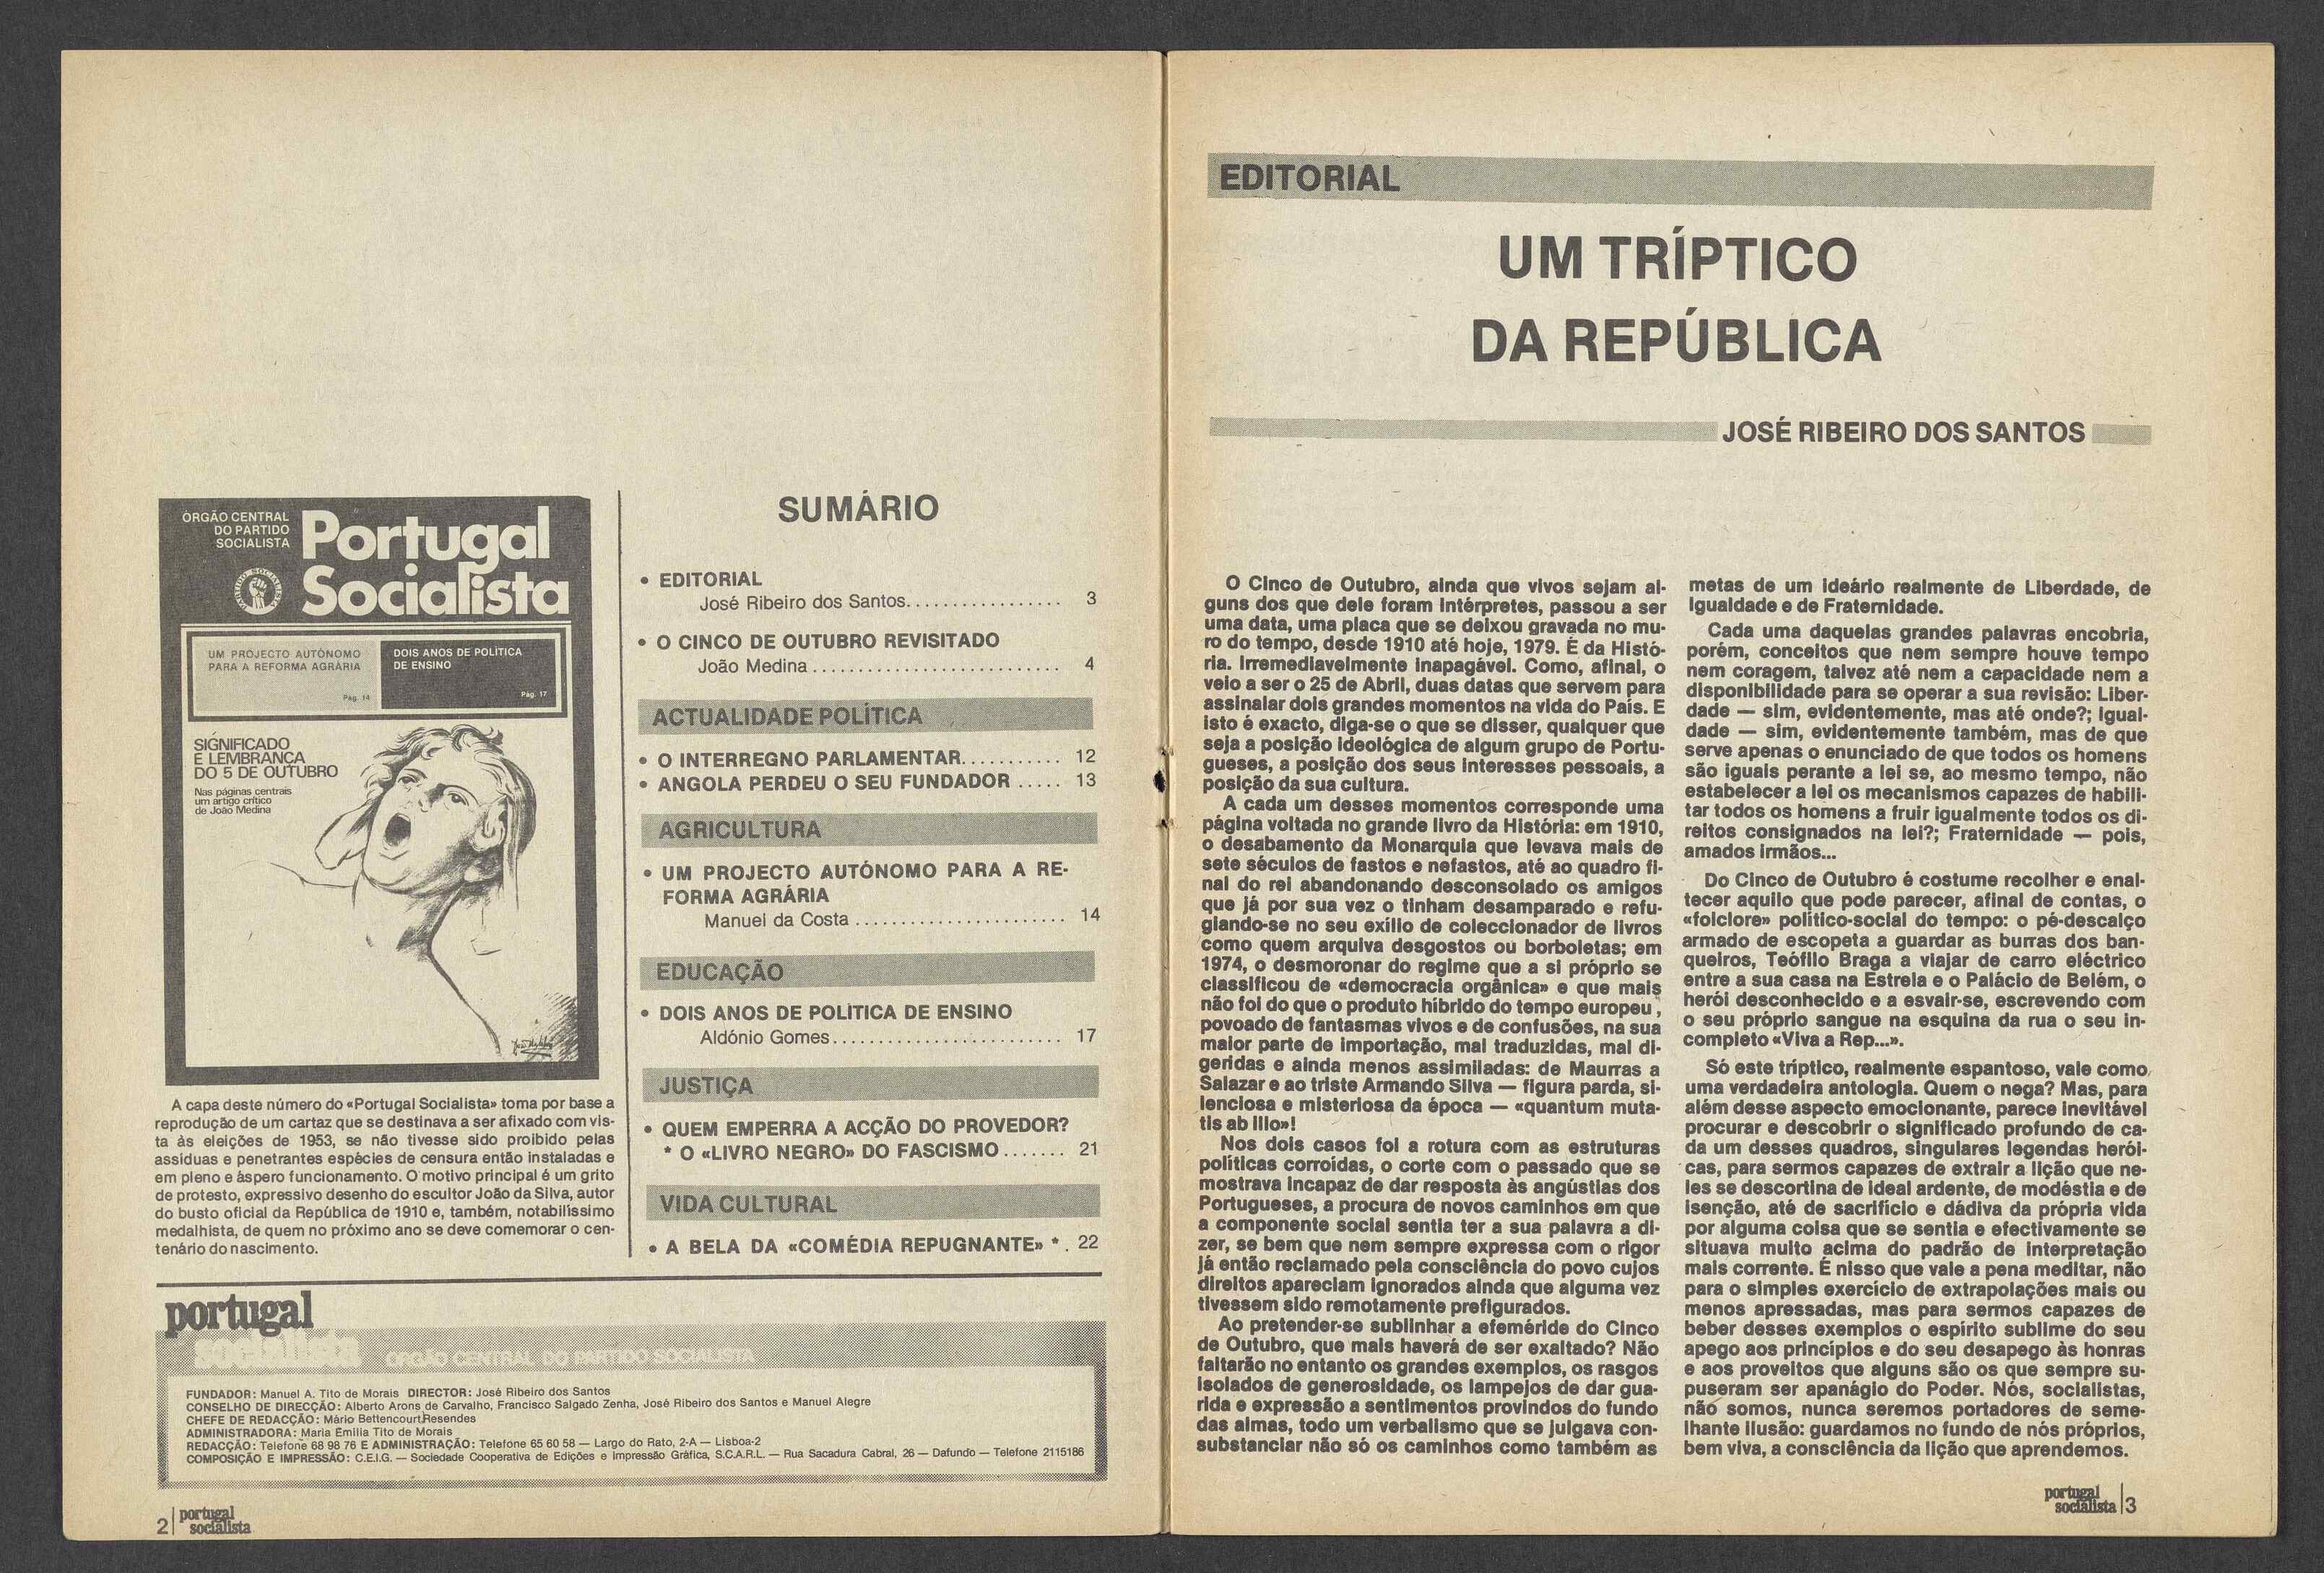 ÓRGÃO CENTRAL
DO PARTIDO
SOCIALISTA
Portugal
Socialista
UM PROJECTO AUTÓNOMO
PARA A REFORMA AGRÁRIA
Pág. 14
DOIS ANOS DE POLÍTICA
DE ENSINO
Pág. 17
SIGNIFICADO
E LEMBRANÇA
DO 5 DE OUTUBRO
Nas páginas centrais
um artigo crítico
de João Medina
A capa deste número do «Portugal Socialista» toma por base a
reprodução de um cartaz que se destinava a ser afixado com vis-
ta às eleições de 1953, se não tivesse sido proibido pelas
assíduas e penetrantes espécies de censura então instaladas e
em pleno e áspero funcionamento. O motivo principal é um grito
de protesto, expressivo desenho do escultor João da Silva, autor
do busto oficial da República de 1910 e, também, notabilíssimo
medalhista, de quem no próximo ano se deve comemorar o cen-
tenário do nascimento.
SUMÁRIO
• EDITORIAL
José Ribeiro dos Santos................. 3
• O CINCO DE OUTUBRO REVISITADO
João Medina........................... 4
ACTUALIDADE POLÍTICA
• O INTERREGNO PARLAMENTAR........... 12
• ANGOLA PERDEU O SEU FUNDADOR ..... 13
AGRICULTURA
• UM PROJECTO AUTÓNOMO PARA A RE-
FORMA AGRÁRIA
Manuel da Costa....................... 14
EDUCAÇÃO
• DOIS ANOS DE POLÍTICA DE ENSINO
Aldónio Gomes......................... 17
JUSTIÇA
• QUEM EMPERRA A ACÇÃO DO PROVEDOR?
* O «LIVRO NEGRO» DO FASCISMO....... 21
VIDA CULTURAL
• A BELA DA «COMÉDIA REPUGNANTE» *. 22
portugal
socialista ÓRGÃO CENTRAL DO PARTIDO SOCIALISTA
FUNDADOR: Manuel A. Tito de Morais DIRECTOR: José Ribeiro dos Santos
CONSELHO DE DIRECÇÃO: Alberto Arons de Carvalho, Francisco Salgado Zenha, José Ribeiro dos Santos e Manuel Alegre
CHEFE DE REDACÇÃO: Mário Bettencourt Resendes
ADMINISTRADORA: Maria Emília Tito de Morais
REDACÇÃO: Telefone 68 98 76 E ADMINISTRAÇÃO: Telefone 65 60 58 — Largo do Rato, 2-A — Lisboa-2
COMPOSIÇÃO E IMPRESSÃO: C.E.I.G. — Sociedade Cooperativa de Edições e Impressão Gráfica, S.C.A.R.L. — Rua Sacadura Cabral, 26 — Dafundo — Telefone 2115186
2 portugal
socialista
EDITORIAL
UM TRÍPTICO
DA REPÚBLICA
JOSÉ RIBEIRO DOS SANTOS
O Cinco de Outubro, ainda que vivos sejam al-
guns dos que dele foram intérpretes, passou a ser
uma data, uma placa que se deixou gravada no mu-
ro do tempo, desde 1910 até hoje, 1979. É da Histó-
ria. Irremediavelmente inapagável. Como, afinal, o
veio a ser o 25 de Abril, duas datas que servem para
assinalar dois grandes momentos na vida do País. E
isto é exacto, diga-se o que se disser, qualquer que
seja a posição ideológica de algum grupo de Portu-
gueses, a posição dos seus interesses pessoais, a
posição da sua cultura.
A cada um desses momentos corresponde uma
página voltada no grande livro da História: em 1910,
o desabamento da Monarquia que levava mais de
sete séculos de fastos e nefastos, até ao quadro fi-
nal do rei abandonando desconsolado os amigos
que já por sua vez o tinham desamparado e refu-
giando-se no seu exílio de coleccionador de livros
como quem arquiva desgostos ou borboletas; em
1974, o desmoronar do regime que a si próprio se
classificou de «democracia orgânica» e que mais
não foi do que o produto híbrido do tempo europeu,
povoado de fantasmas vivos e de confusões, na sua
maior parte de importação, mal traduzidas, mal di-
geridas e ainda menos assimiladas: de Maurras a
Salazar e ao triste Armando Silva — figura parda, si-
lenciosa e misteriosa da época — «quantum muta-
tis ab illo»!
Nos dois casos foi a rotura com as estruturas
políticas corroídas, o corte com o passado que se
mostrava incapaz de dar resposta às angústias dos
Portugueses, a procura de novos caminhos em que
a componente social sentia ter a sua palavra a di-
zer, se bem que nem sempre expressa com o rigor
já então reclamado pela consciência do povo cujos
direitos apareciam ignorados ainda que alguma vez
tivessem sido remotamente prefigurados.
Ao pretender-se sublinhar a efeméride do Cinco
de Outubro, que mais haverá de ser exaltado? Não
faltarão no entanto os grandes exemplos, os rasgos
isolados de generosidade, os lampejos de dar gua-
rida e expressão a sentimentos provindos do fundo
das almas, todo um verbalismo que se julgava con-
substanciar não só os caminhos como também as
metas de um ideário realmente de Liberdade, de
Igualdade e de Fraternidade.
Cada uma daquelas grandes palavras encobria,
porém, conceitos que nem sempre houve tempo
nem coragem, talvez até nem a capacidade nem a
disponibilidade para se operar a sua revisão: Liber-
dade — sim, evidentemente, mas até onde?; Igual-
dade — sim, evidentemente também, mas de que
serve apenas o enunciado de que todos os homens
são iguais perante a lei se, ao mesmo tempo, não
estabelecer a lei os mecanismos capazes de habili-
tar todos os homens a fruir igualmente todos os di-
reitos consignados na lei?; Fraternidade — pois,
amados irmãos...
Do Cinco de Outubro é costume recolher e enal-
tecer aquilo que pode parecer, afinal de contas, o
«folclore» político-social do tempo: o pé-descalço
armado de escopeta a guardar as burras dos ban-
queiros, Teófilo Braga a viajar de carro eléctrico
entre a sua casa na Estrela e o Palácio de Belém, o
herói desconhecido e a esvair-se, escrevendo com
o seu próprio sangue na esquina da rua o seu in-
completo «Viva a Rep...».
Só este tríptico, realmente espantoso, vale como
uma verdadeira antologia. Quem o nega? Mas, para
além desse aspecto emocionante, parece inevitável
procurar e descobrir o significado profundo de ca-
da um desses quadros, singulares legendas herói-
cas, para sermos capazes de extrair a lição que ne-
les se descortina de ideal ardente, de modéstia e de
isenção, até de sacrifício e dádiva da própria vida
por alguma coisa que se sentia e efectivamente se
situava muito acima do padrão de interpretação
mais corrente. É nisso que vale a pena meditar, não
para o simples exercício de extrapolações mais ou
menos apressadas, mas para sermos capazes de
beber desses exemplos o espírito sublime do seu
apego aos princípios e do seu desapego às honras
e aos proveitos que alguns são os que sempre su-
puseram ser apanágio do Poder. Nós, socialistas,
não somos, nunca seremos portadores de seme-
lhante ilusão: guardamos no fundo de nós próprios,
bem viva, a consciência da lição que aprendemos.
portugal
socialista 3